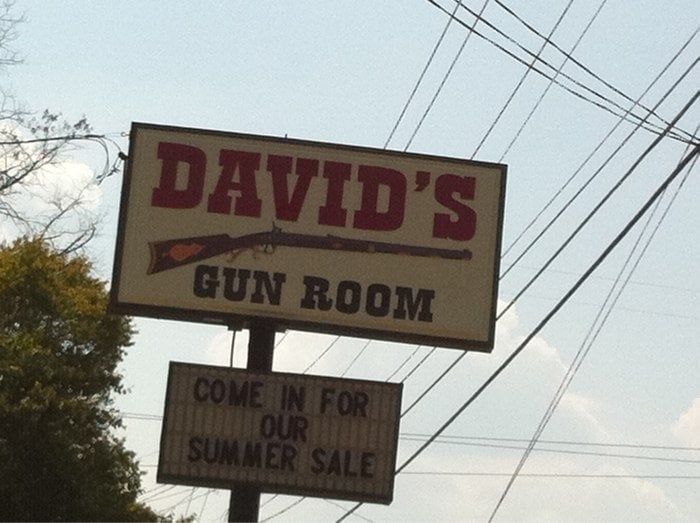 DAVID'S
GUN ROOM
COME IN FOR
OUR
SUMMER SALE